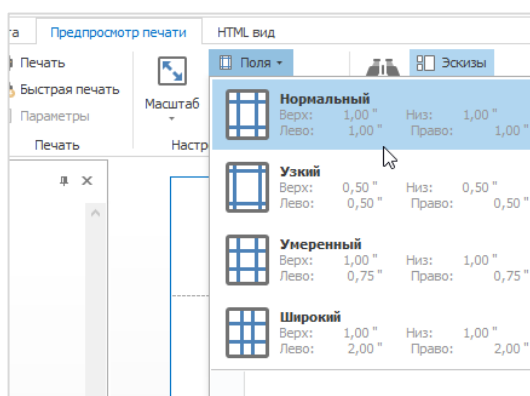 га Предпросмотр печати HTML вид
Печать Поля Эскизы
Быстрая печать
Параметры Масштаб
Печать Настр
Нормальный
Верх: 1,00 " Низ: 1,00 "
Лево: 1,00 " Право: 1,00 "
Узкий
Верх: 0,50 " Низ: 0,50 "
Лево: 0,50 " Право: 0,50 "
Умеренный
Верх: 1,00 " Низ: 1,00 "
Лево: 0,75 " Право: 0,75 "
Широкий
Верх: 1,00 " Низ: 1,00 "
Лево: 2,00 " Право: 2,00 "